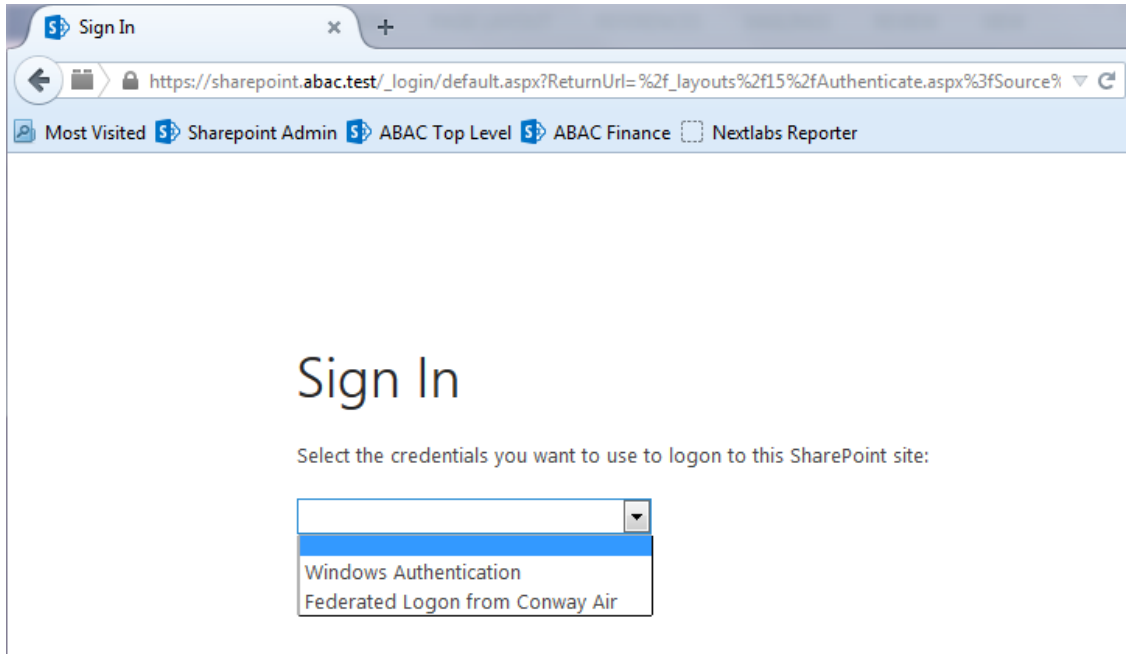 Sign In
https://sharepoint.abac.test/_login/default.aspx?ReturnUrl=%2f_layouts%2f15%2fAuthenticate.aspx%3fSource%
Most Visited Sharepoint Admin ABAC Top Level ABAC Finance Nextlabs Reporter
Sign In
Select the credentials you want to use to logon to this SharePoint site:
Windows Authentication
Federated Logon from Conway Air